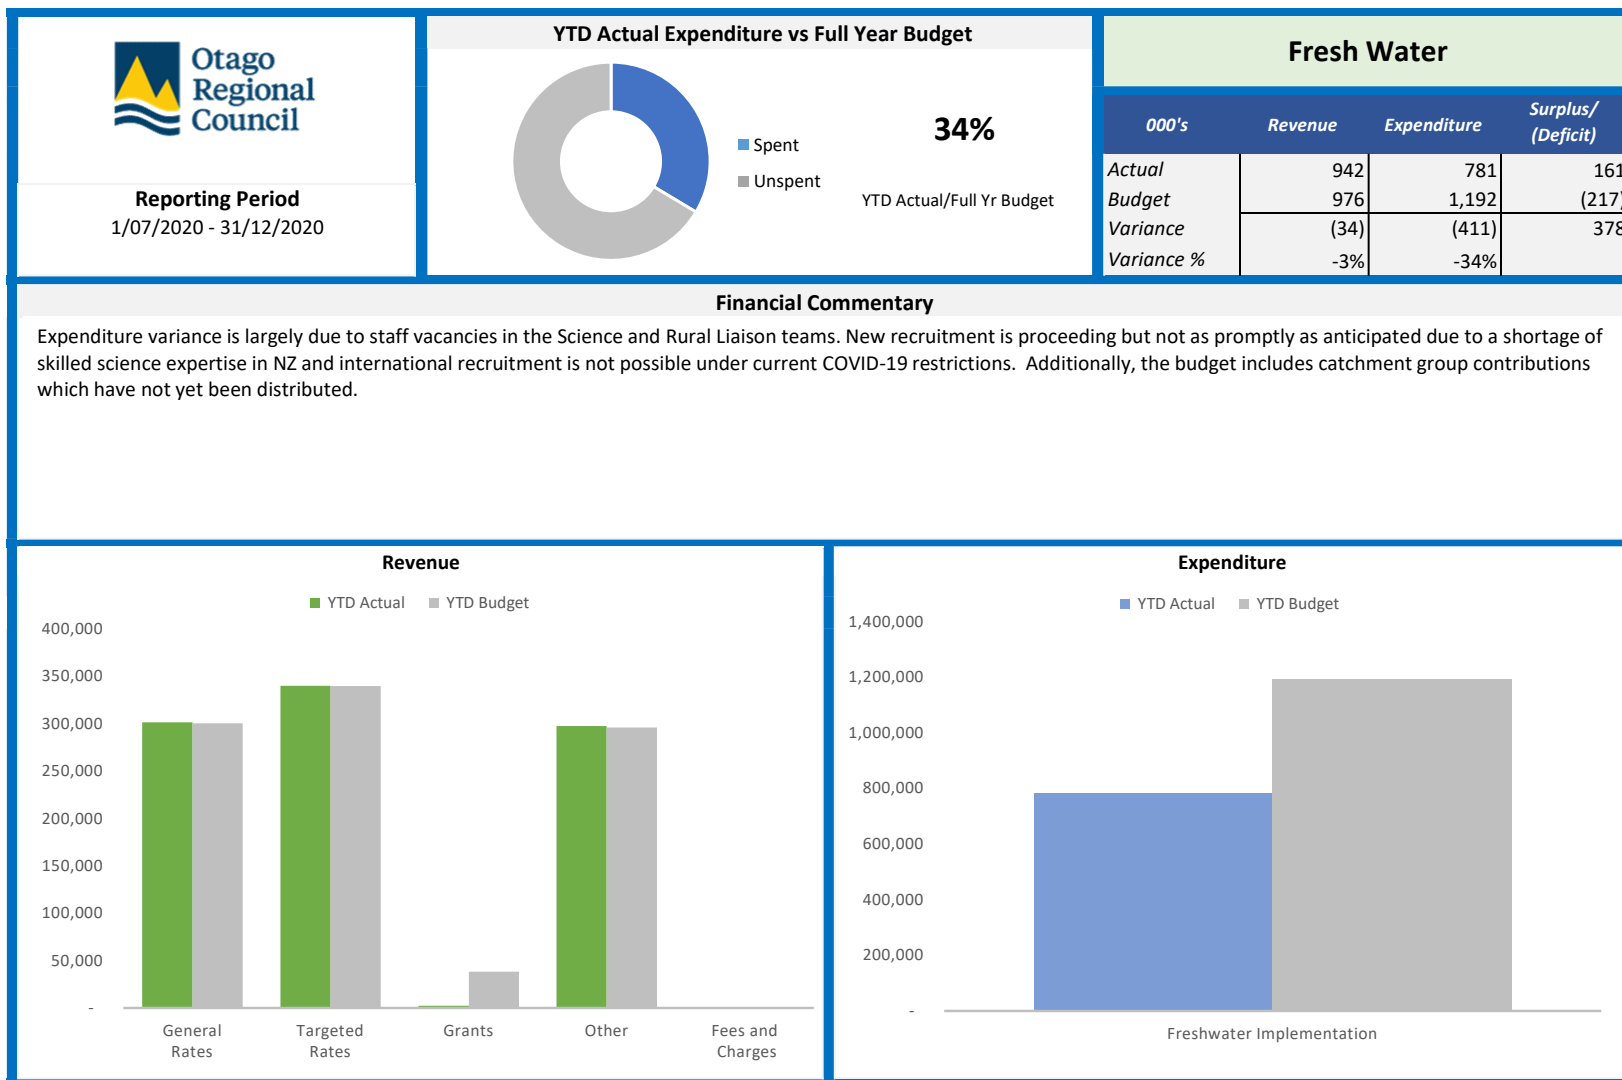 Otago
Regional
Council
Reporting Period
1/07/2020 - 31/12/2020
YTD Actual Expenditure vs Full Year Budget
Spent
Unspent
34%
YTD Actual/Full Yr Budget
Fresh Water
000's Revenue Expenditure Surplus/ (Deficit)
Actual 942 781 161
Budget 976 1,192 (217)
Variance (34) (411) 378
Variance % -3% -34%
Financial Commentary
Expenditure variance is largely due to staff vacancies in the Science and Rural Liaison teams. New recruitment is proceeding but not as promptly as anticipated due to a shortage of
skilled science expertise in NZ and international recruitment is not possible under current COVID-19 restrictions.  Additionally, the budget includes catchment group contributions
which have not yet been distributed.
Revenue
YTD Actual YTD Budget
400,000
350,000
300,000
250,000
200,000
150,000
100,000
50,000
-
General Rates
Targeted Rates
Grants
Other
Fees and Charges
Expenditure
YTD Actual YTD Budget
1,400,000
1,200,000
1,000,000
800,000
600,000
400,000
200,000
-
Freshwater Implementation